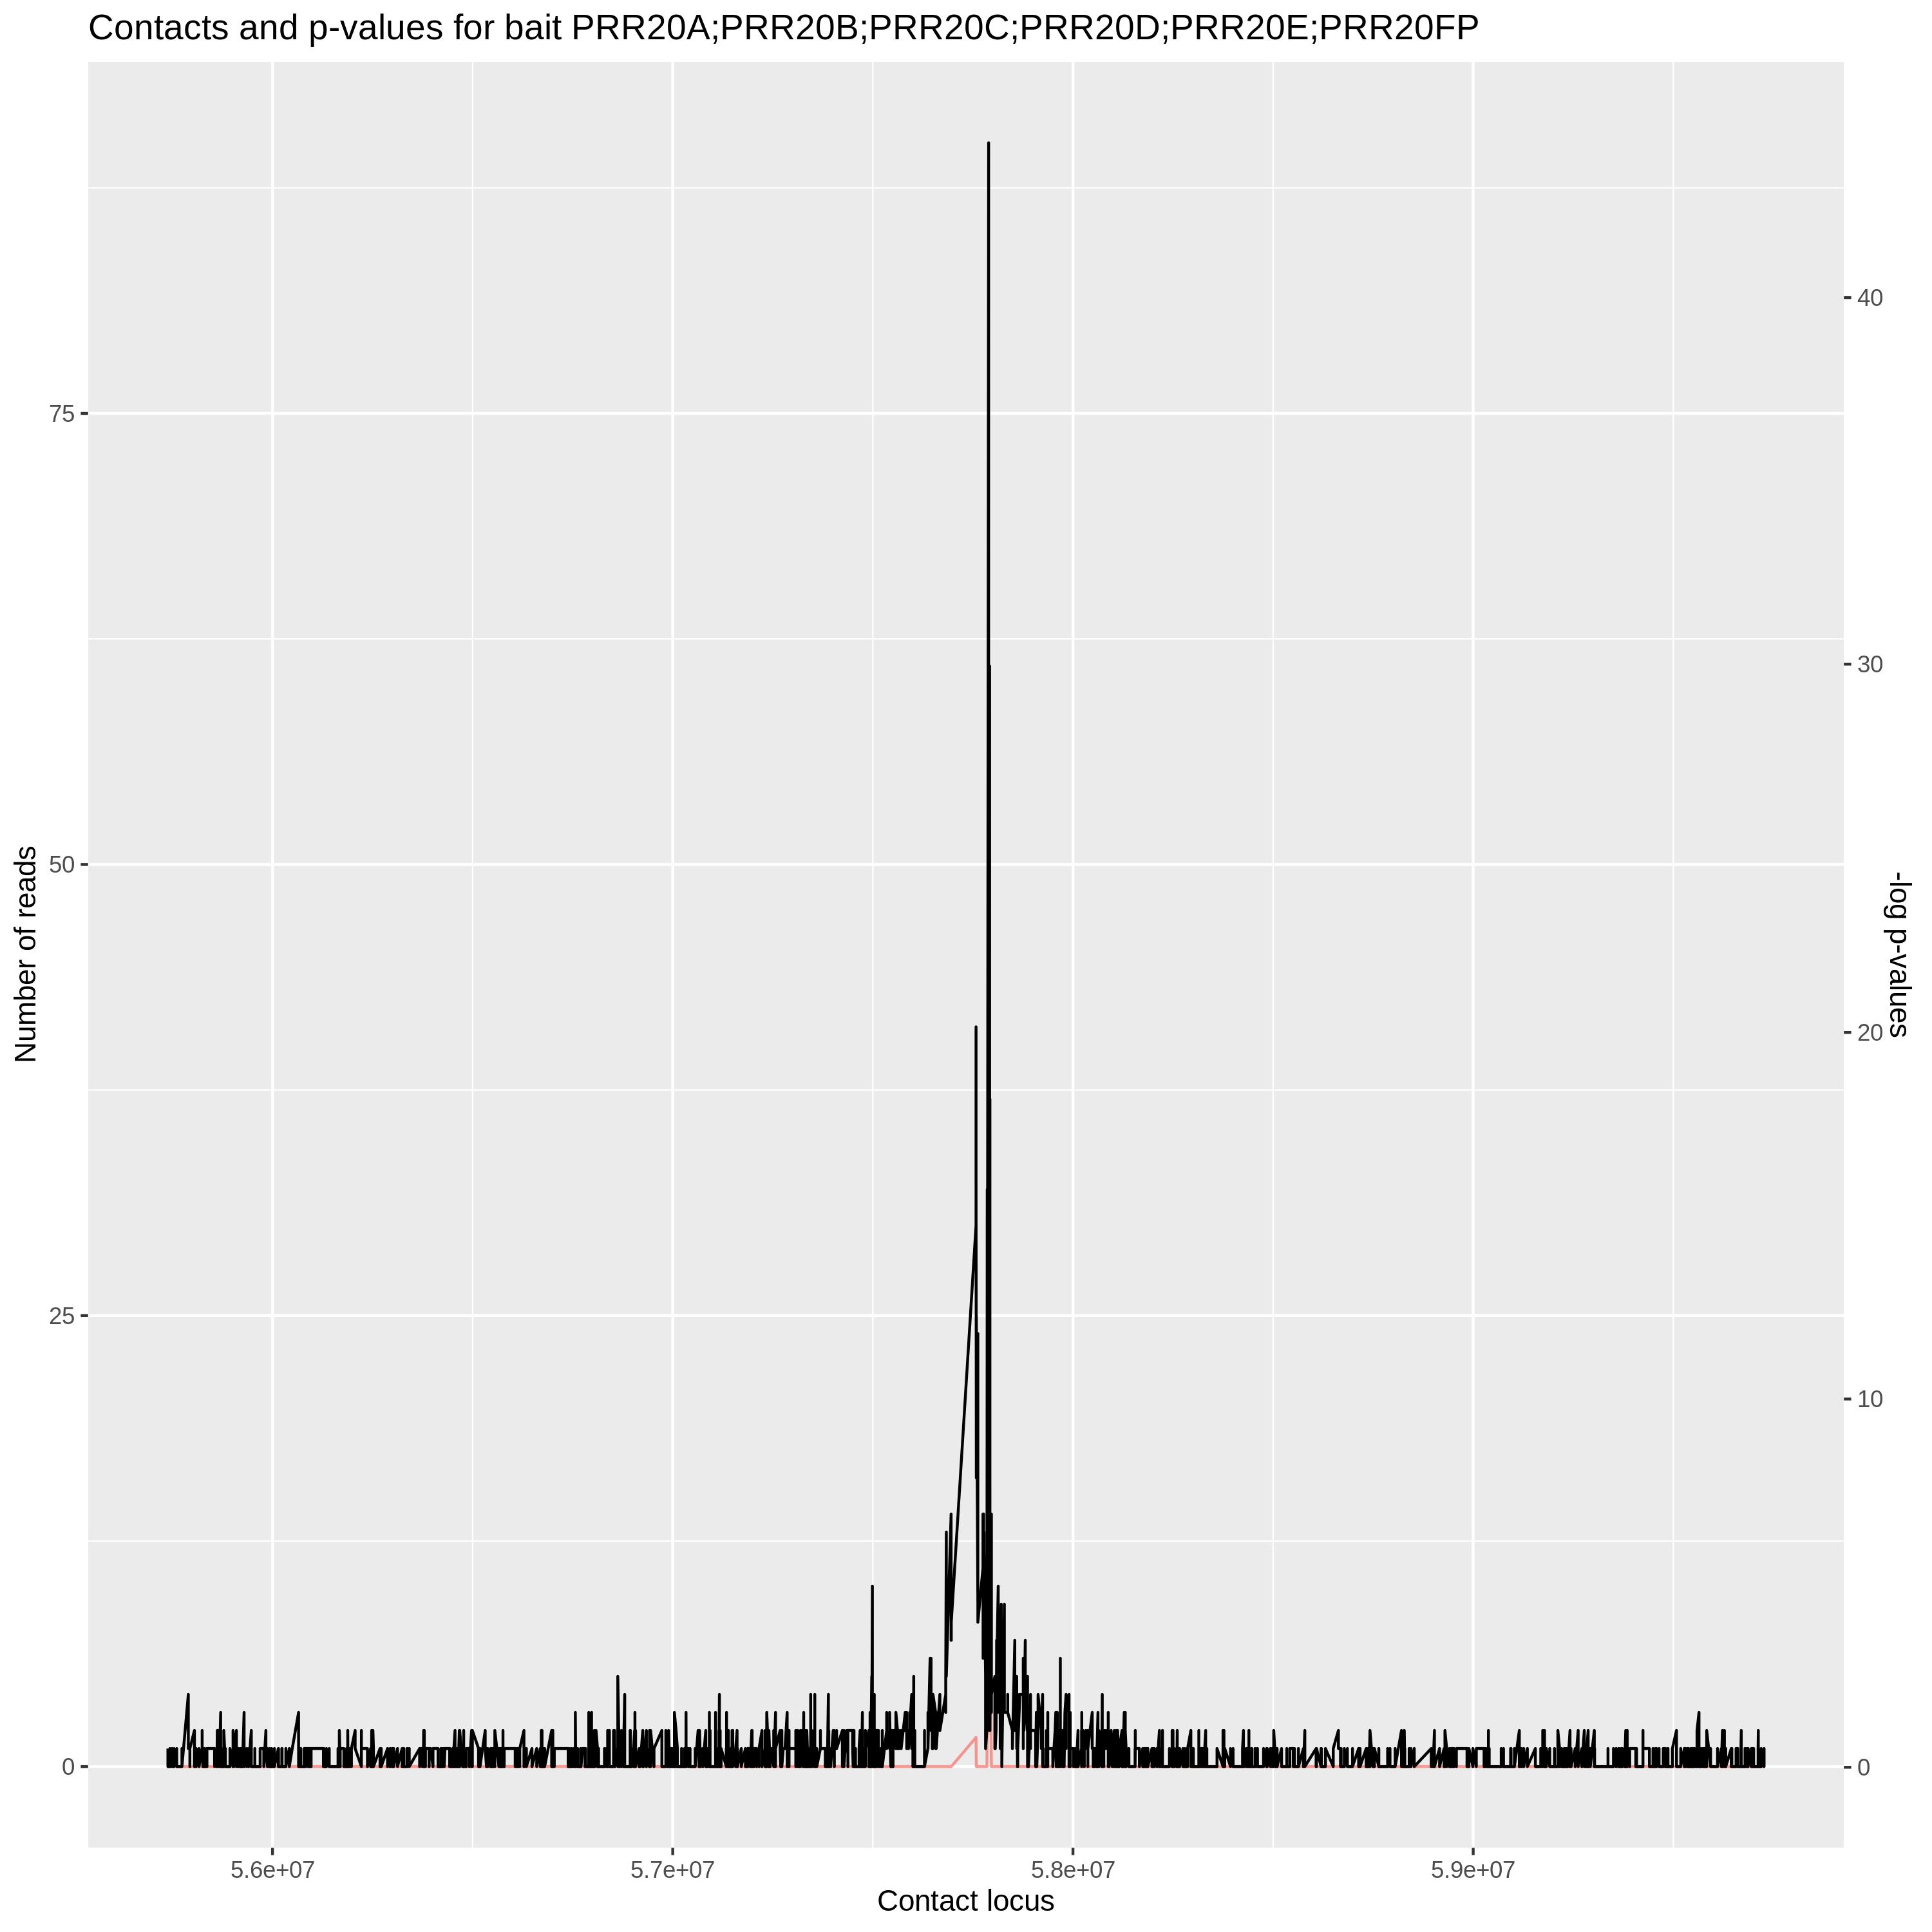 Contacts and p-values for bait PRR20A;PRR20B;PRR20C;PRR20D;PRR20E;PRR20FP
Number of reads
75
50
25
0
40
30
20
10
0
-log p-values
5.6e+07
5.7e+07
5.8e+07
5.9e+07
Contact locus